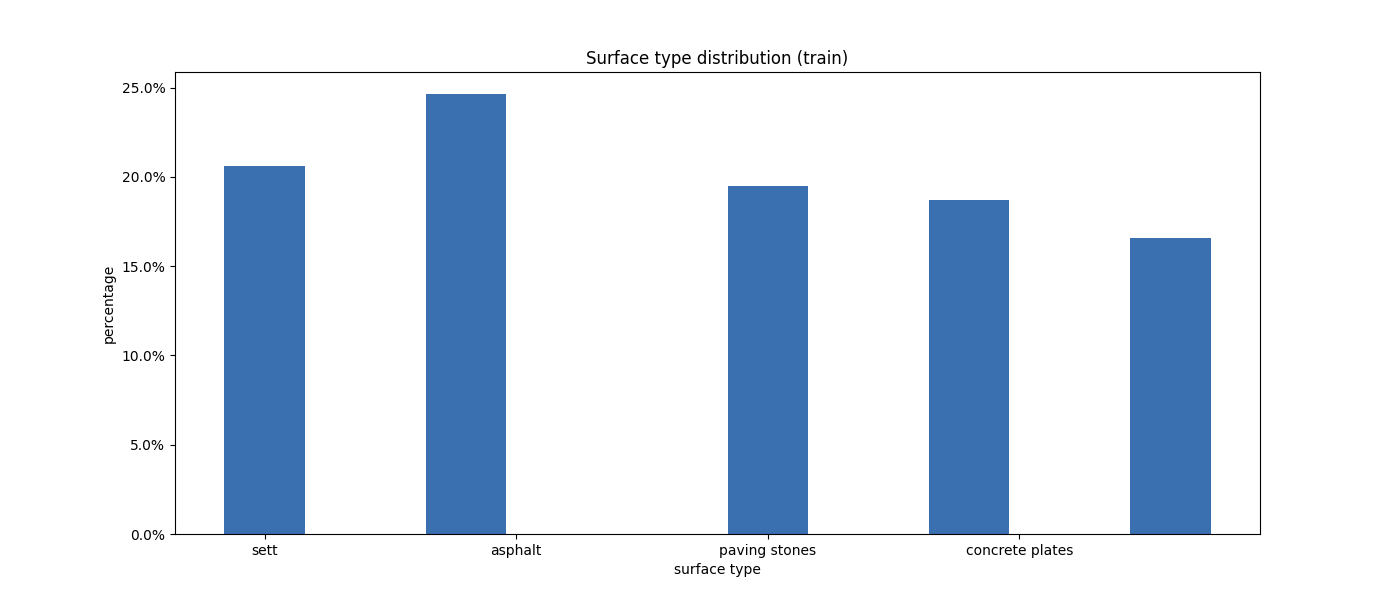 Surface type distribution (train)
25.0%
20.0%
15.0%
10.0%
5.0%
0.0%
percentage
sett asphalt paving stones concrete plates
surface type